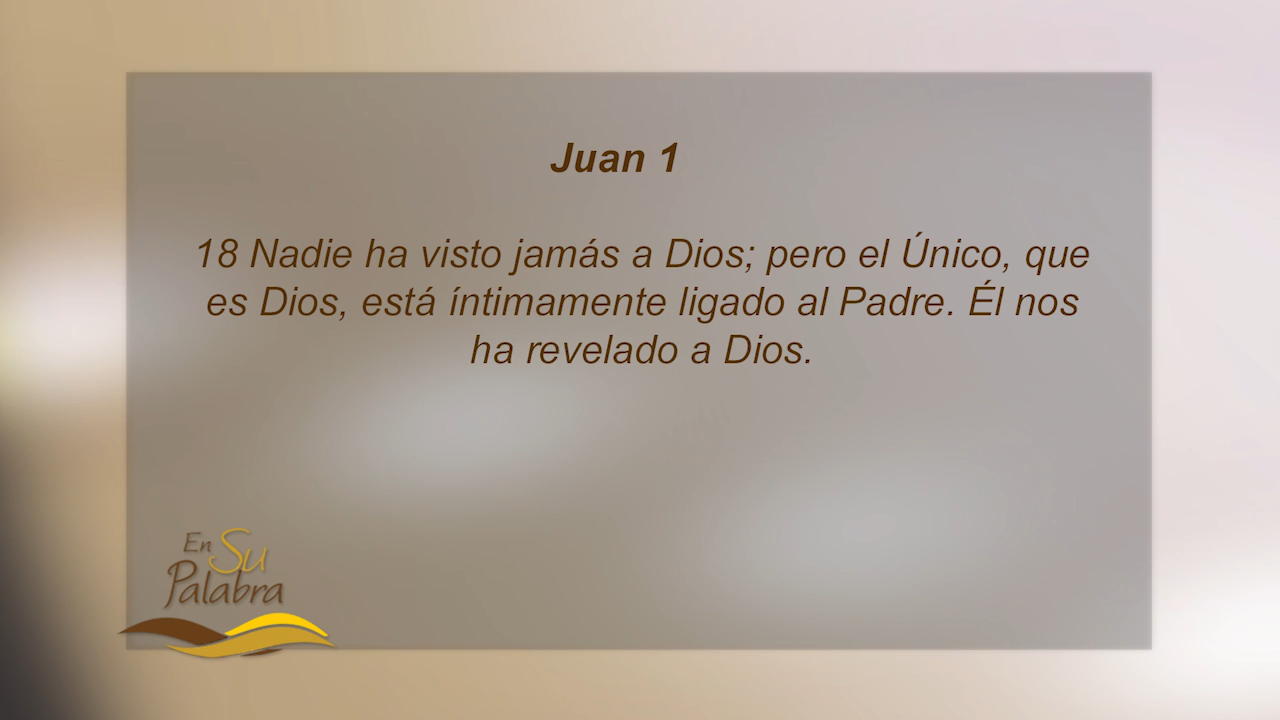 Juan 1
18 Nadie ha visto jamás a Dios; pero el Único, que
es Dios, está íntimamente ligado al Padre. Él nos
ha revelado a Dios.
En Su
Palabra